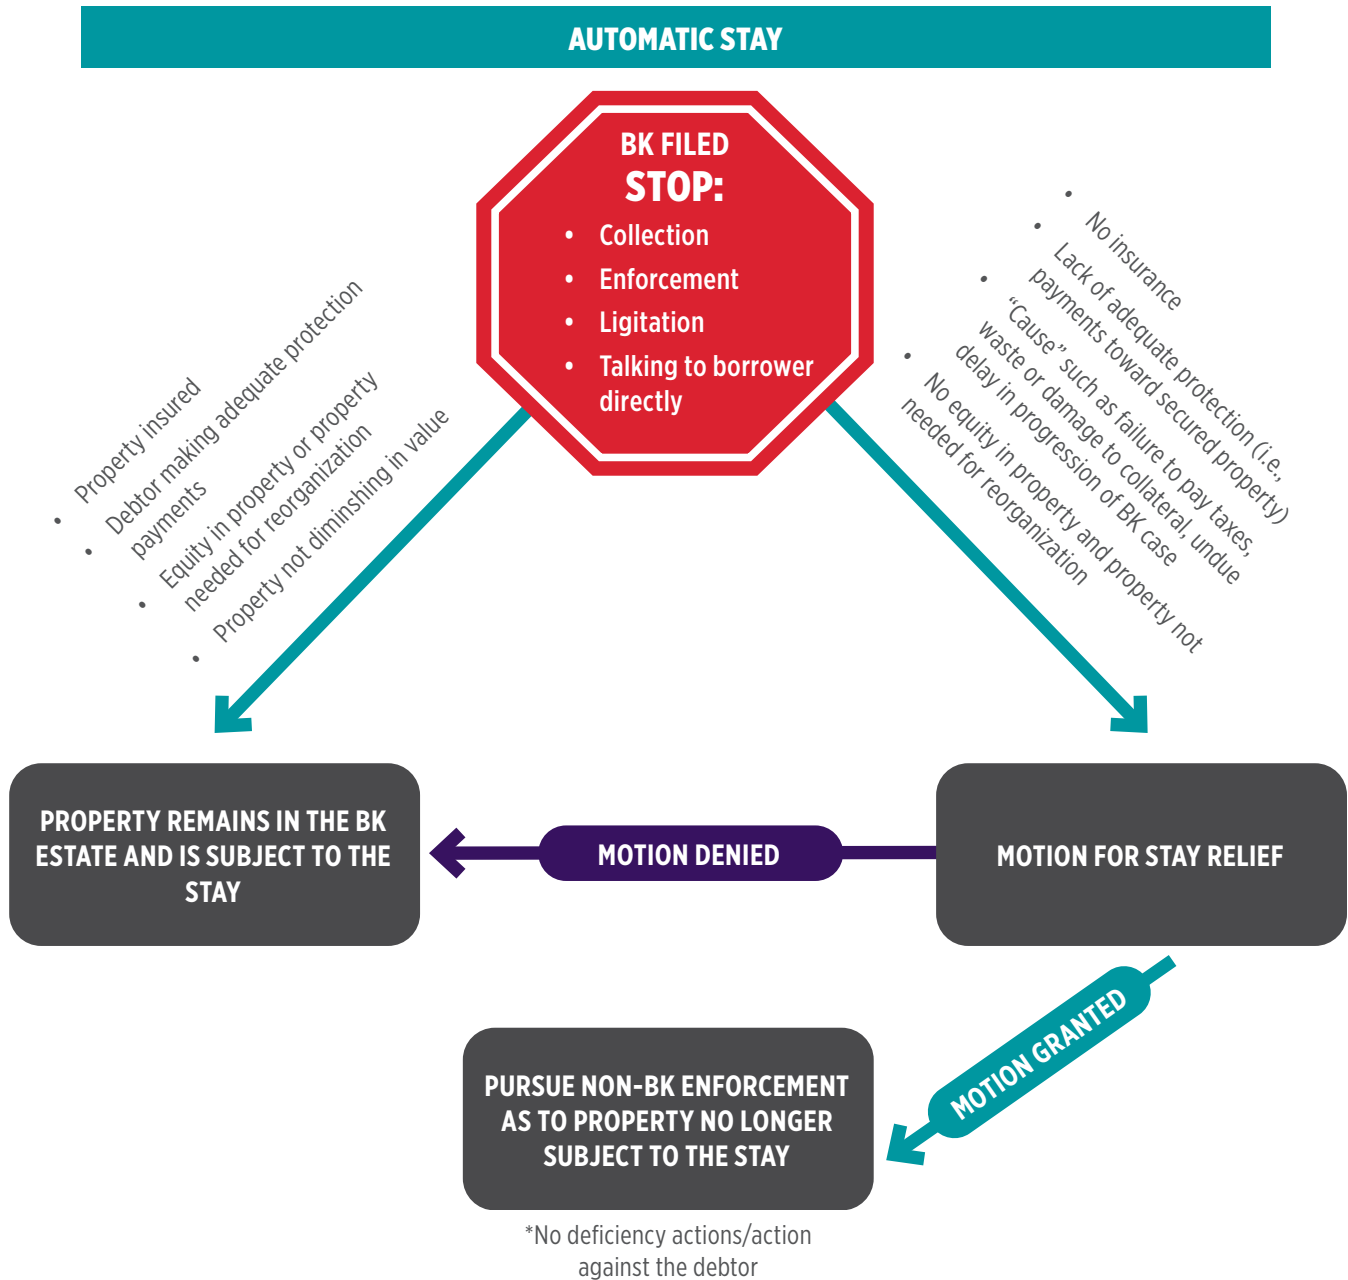 AUTOMATIC STAY
BK FILED
STOP:
• Collection
• Enforcement
• Ligitation
• Talking to borrower
directly
• Property insured
• Debtor making adequate protection
payments
• Equity in property or property
needed for reorganization
• Property not diminshing in value
• No insurance
• Lack of adequate protection (i.e.,
payments toward secured property)
• “Cause” such as failure to pay taxes,
waste or damage to collateral, undue
delay in progression of BK case
• No equity in property and property not
needed for reorganization
PROPERTY REMAINS IN THE BK
ESTATE AND IS SUBJECT TO THE
STAY
MOTION DENIED
MOTION FOR STAY RELIEF
MOTION GRANTED
PURSUE NON-BK ENFORCEMENT
AS TO PROPERTY NO LONGER
SUBJECT TO THE STAY
*No deficiency actions/action
against the debtor